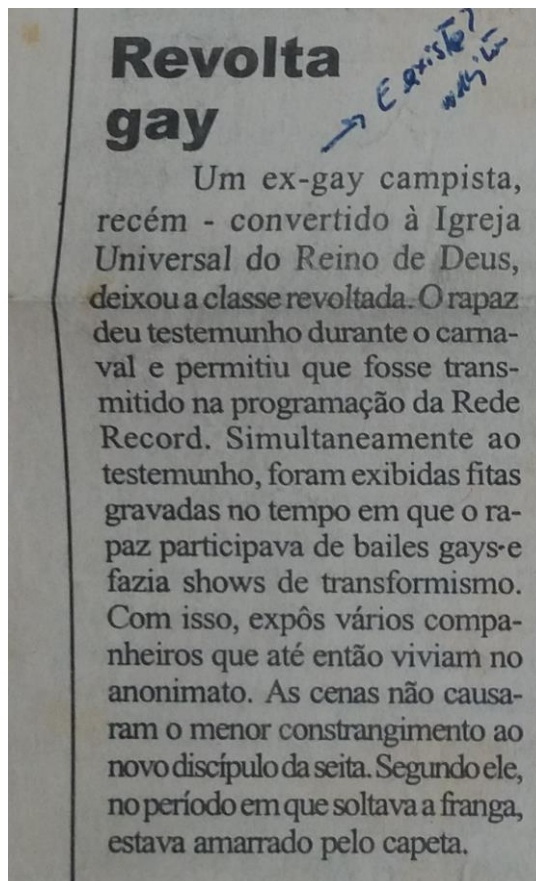 Revolta
gay
→ E existe?
Um ex-gay campista,
recém - convertido à Igreja
Universal do Reino de Deus,
deixou a classe revoltada. O rapaz
deu testemunho durante o carna-
val e permitiu que fosse trans-
mitido na programação da Rede
Record. Simultaneamente ao
testemunho, foram exibidas fitas
gravadas no tempo em que o ra-
paz participava de bailes gays e
fazia shows de transformismo.
Com isso, expôs vários compa-
nheiros que até então viviam no
anonimato. As cenas não causa-
ram o menor constrangimento ao
novo discípulo da seita. Segundo ele,
no período em que soltava a franga,
estava amarrado pelo capeta.